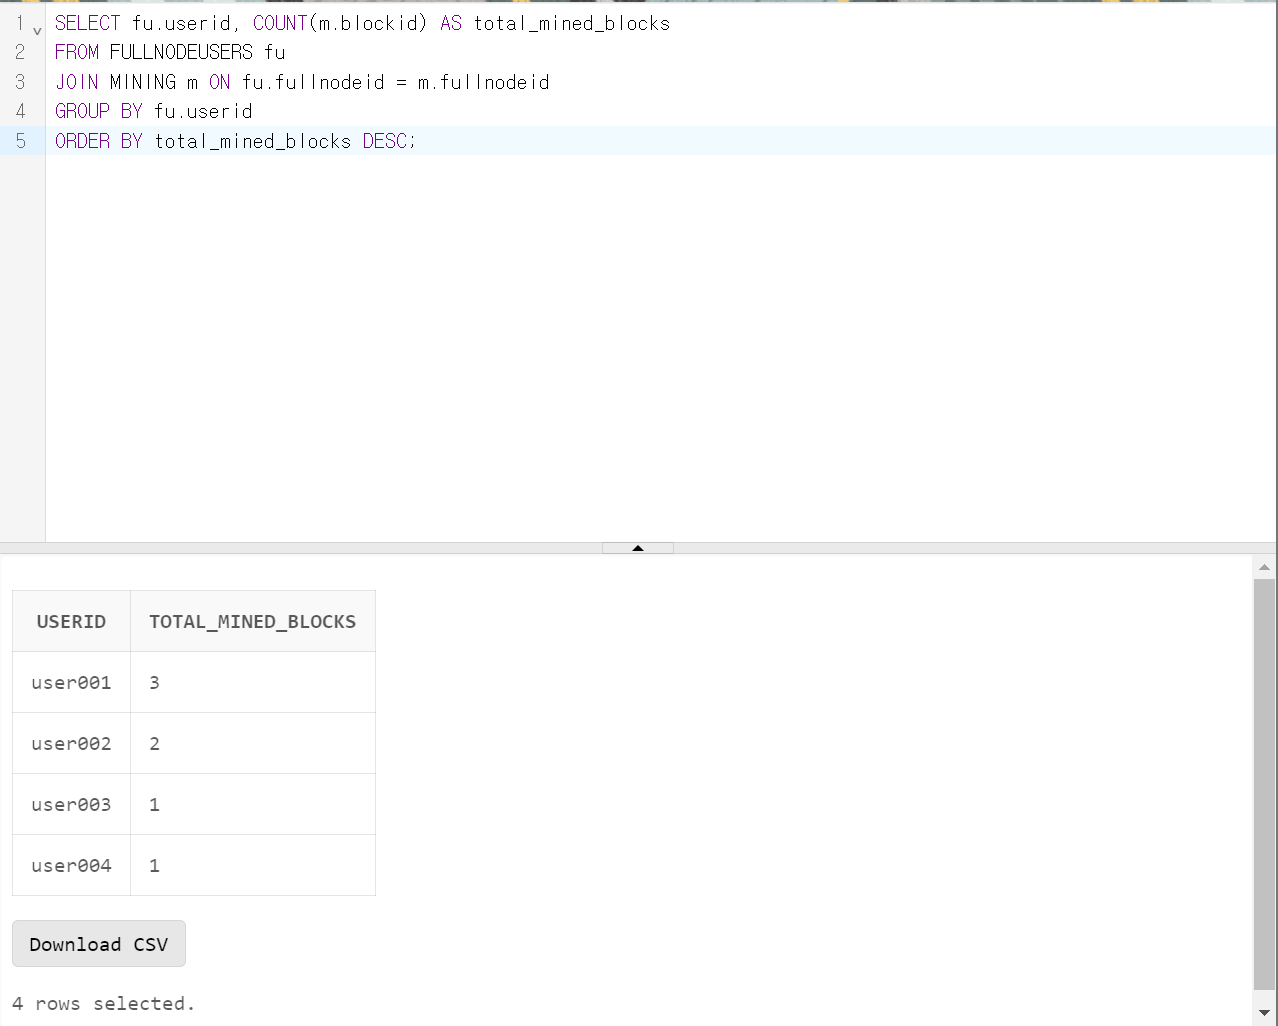 1 SELECT fu.userid, COUNT(m.blockid) AS total_mined_blocks
2 FROM FULLNODEUSERS fu
3 JOIN MINING m ON fu.fullnodeid = m.fullnodeid
4 GROUP BY fu.userid
5 ORDER BY total_mined_blocks DESC;
USERID TOTAL_MINED_BLOCKS
user001 3
user002 2
user003 1
user004 1
Download CSV
4 rows selected.